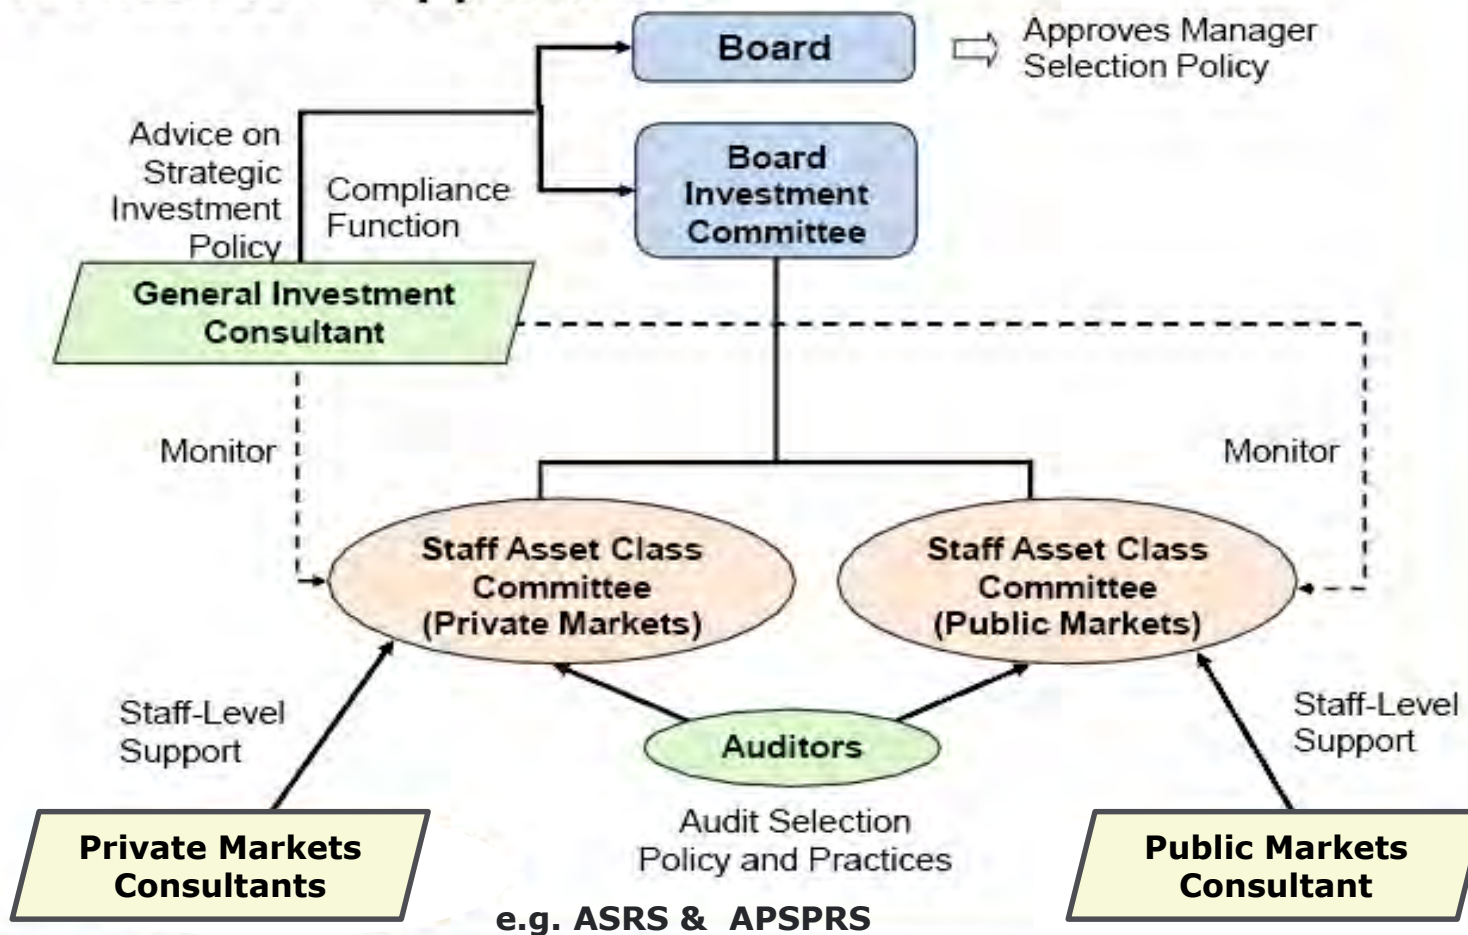 Board
Approves Manager
Selection Policy
Advice on
Strategic
Investment
Policy
Compliance
Function
Board
Investment
Committee
General Investment
Consultant
Monitor
Monitor
Staff Asset Class
Committee
(Private Markets)
Staff Asset Class
Committee
(Public Markets)
Staff-Level
Support
Auditors
Staff-Level
Support
Private Markets
Consultants
Audit Selection
Policy and Practices
Public Markets
Consultant
e.g. ASRS & APSPRS